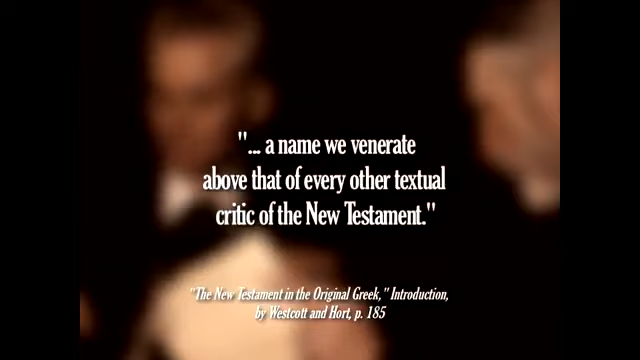 "... a name we venerate
above that of every other textual
critic of the New Testament."
"The New Testament in the Original Greek," Introduction,
by Westcott and Hort, p. 185